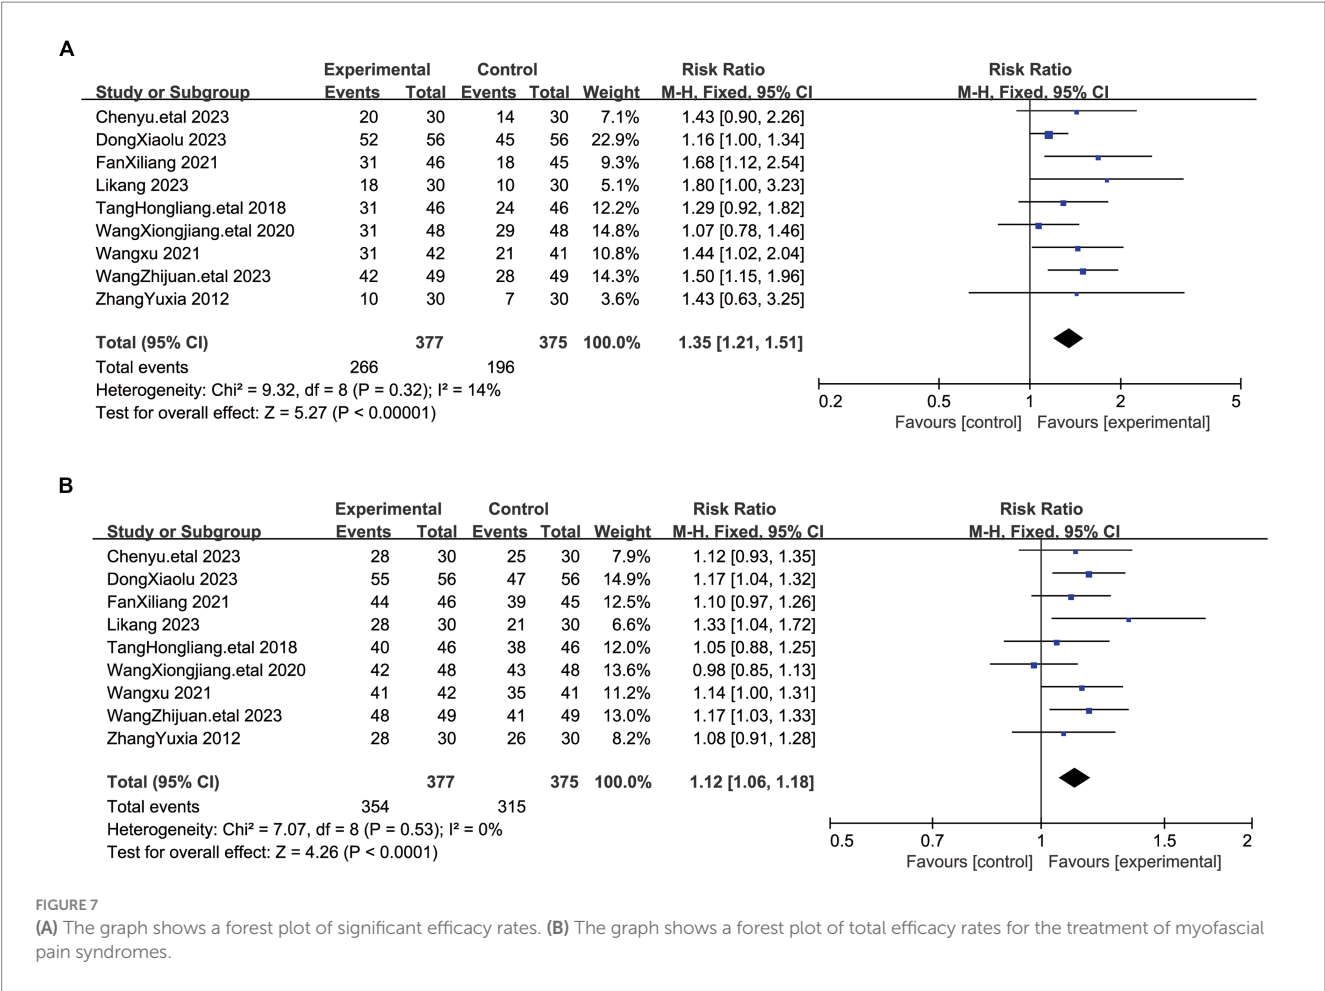 A
Experimental Control Risk Ratio Risk Ratio
Study or Subgroup Events Total Events Total Weight M-H, Fixed, 95% CI M-H, Fixed, 95% CI
Chenyu.etal 2023 20 30 14 30 7.1% 1.43 [0.90, 2.26]
DongXiaolu 2023 52 56 45 56 22.9% 1.16 [1.00, 1.34]
FanXiliang 2021 31 46 18 45 9.3% 1.68 [1.12, 2.54]
Likang 2023 18 30 10 30 5.1% 1.80 [1.00, 3.23]
TangHongliang.etal 2018 31 46 24 46 12.2% 1.29 [0.92, 1.82]
WangXiongjiang.etal 2020 31 48 29 48 14.8% 1.07 [0.78, 1.46]
Wangxu 2021 31 42 21 41 10.8% 1.44 [1.02, 2.04]
WangZhijuan.etal 2023 42 49 28 49 14.3% 1.50 [1.15, 1.96]
ZhangYuxia 2012 10 30 7 30 3.6% 1.43 [0.63, 3.25]
Total (95% CI) 377 375 100.0% 1.35 [1.21, 1.51]
Total events 266 196
Heterogeneity: Chi² = 9.32, df = 8 (P = 0.32); I² = 14%
Test for overall effect: Z = 5.27 (P < 0.00001)
0.2 0.5 1 2 5
Favours [control] Favours [experimental]
B
Experimental Control Risk Ratio Risk Ratio
Study or Subgroup Events Total Events Total Weight M-H, Fixed, 95% CI M-H, Fixed, 95% CI
Chenyu.etal 2023 28 30 25 30 7.9% 1.12 [0.93, 1.35]
DongXiaolu 2023 55 56 47 56 14.9% 1.17 [1.04, 1.32]
FanXiliang 2021 44 46 39 45 12.5% 1.10 [0.97, 1.26]
Likang 2023 28 30 21 30 6.6% 1.33 [1.04, 1.72]
TangHongliang.etal 2018 40 46 38 46 12.0% 1.05 [0.88, 1.25]
WangXiongjiang.etal 2020 42 48 43 48 13.6% 0.98 [0.85, 1.13]
Wangxu 2021 41 42 35 41 11.2% 1.14 [1.00, 1.31]
WangZhijuan.etal 2023 48 49 41 49 13.0% 1.17 [1.03, 1.33]
ZhangYuxia 2012 28 30 26 30 8.2% 1.08 [0.91, 1.28]
Total (95% CI) 377 375 100.0% 1.12 [1.06, 1.18]
Total events 354 315
Heterogeneity: Chi² = 7.07, df = 8 (P = 0.53); I² = 0%
Test for overall effect: Z = 4.26 (P < 0.0001)
0.5 0.7 1 1.5 2
Favours [control] Favours [experimental]
FIGURE 7
(A) The graph shows a forest plot of significant efficacy rates. (B) The graph shows a forest plot of total efficacy rates for the treatment of myofascial
pain syndromes.